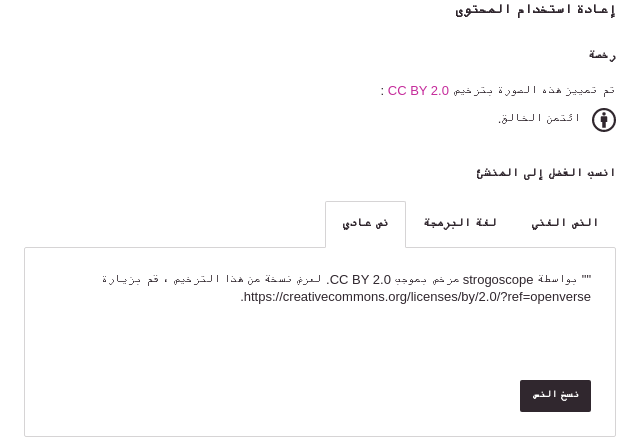 إعادة استخدام المحتوى
رخصة
تم تمييز هذه الصورة بترخيص CC BY 2.0 :
ائتمن الخالق.
انسب الفضل إلى المنشئ
النص الغني لغة البرمجة نص عادي
"" بواسطة strogoscope مرخص بموجب CC BY 2.0. لعرض نسخة من هذا الترخيص ، قم بزيارة
https://creativecommons.org/licenses/by/2.0/?ref=openverse.
نسخ النص